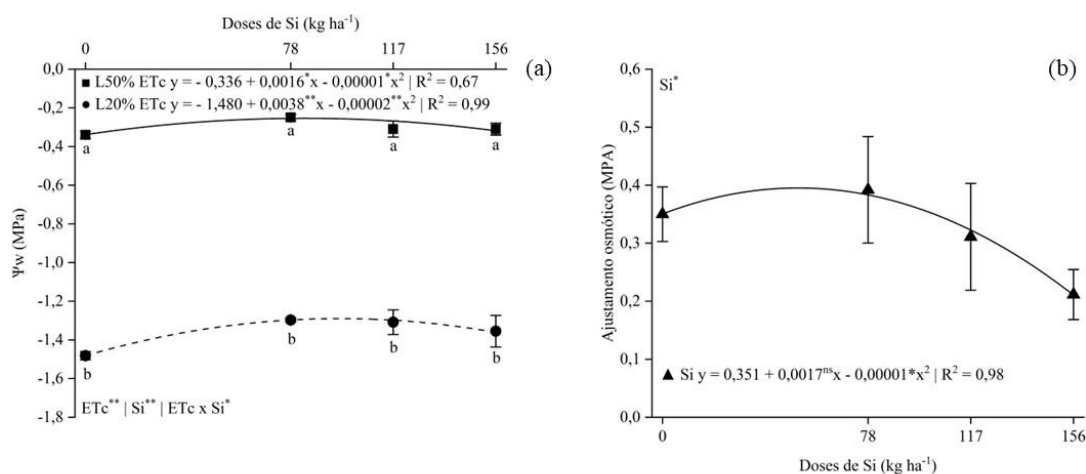 Doses de Si (kg ha⁻¹)
0 78 117 156
(a)
0,0
-0,2
-0,4
-0,6
-0,8
-1,0
-1,2
-1,4
-1,6
-1,8
Ψw (MPa)
L50% ETc y = - 0,336 + 0,0016*x - 0,00001*x² | R² = 0,67
L20% ETc y = - 1,480 + 0,0038**x - 0,00002**x² | R² = 0,99
a a a a
b b b b
ETc** | Si** | ETc x Si*
(b)
Si*
0,6
0,5
0,4
0,3
0,2
0,1
0,0
Ajustamento osmótico (MPA)
Si y = 0,351 + 0,0017ⁿˢx - 0,00001*x² | R² = 0,98
0 78 117 156
Doses de Si (kg ha⁻¹)